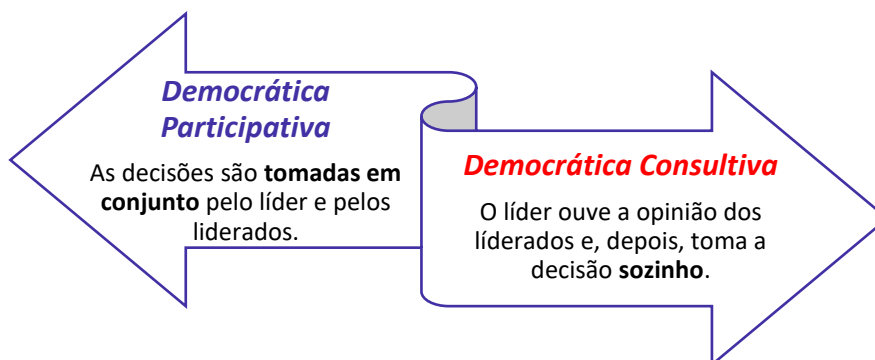 Democrática
Participativa
As decisões são tomadas em
conjunto pelo líder e pelos
liderados.
Democrática Consultiva
O líder ouve a opinião dos
líderados e, depois, toma a
decisão sozinho.